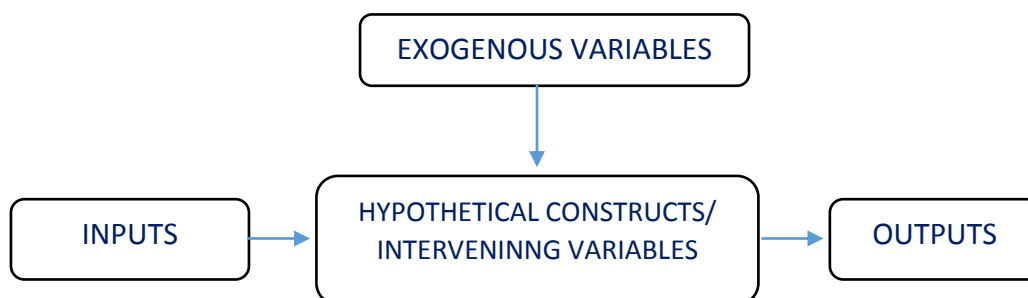 EXOGENOUS VARIABLES
INPUTS
HYPOTHETICAL CONSTRUCTS/
INTERVENINNG VARIABLES
OUTPUTS